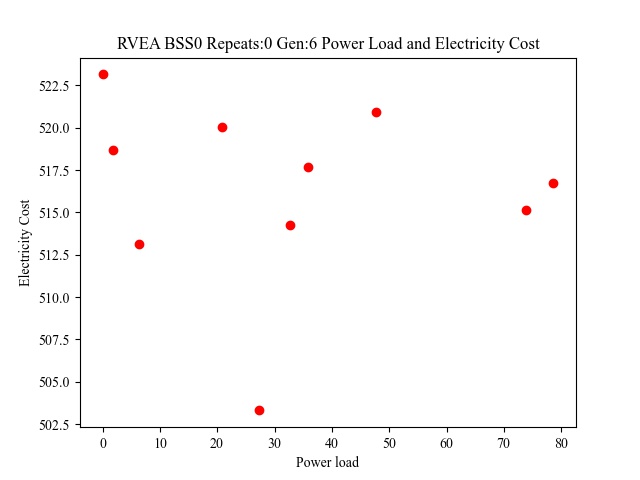 RVEA BSS0 Repeats:0 Gen:6 Power Load and Electricity Cost
522.5
520.0
517.5
515.0
512.5
510.0
507.5
505.0
502.5
Electricity Cost
0 10 20 30 40 50 60 70 80
Power load